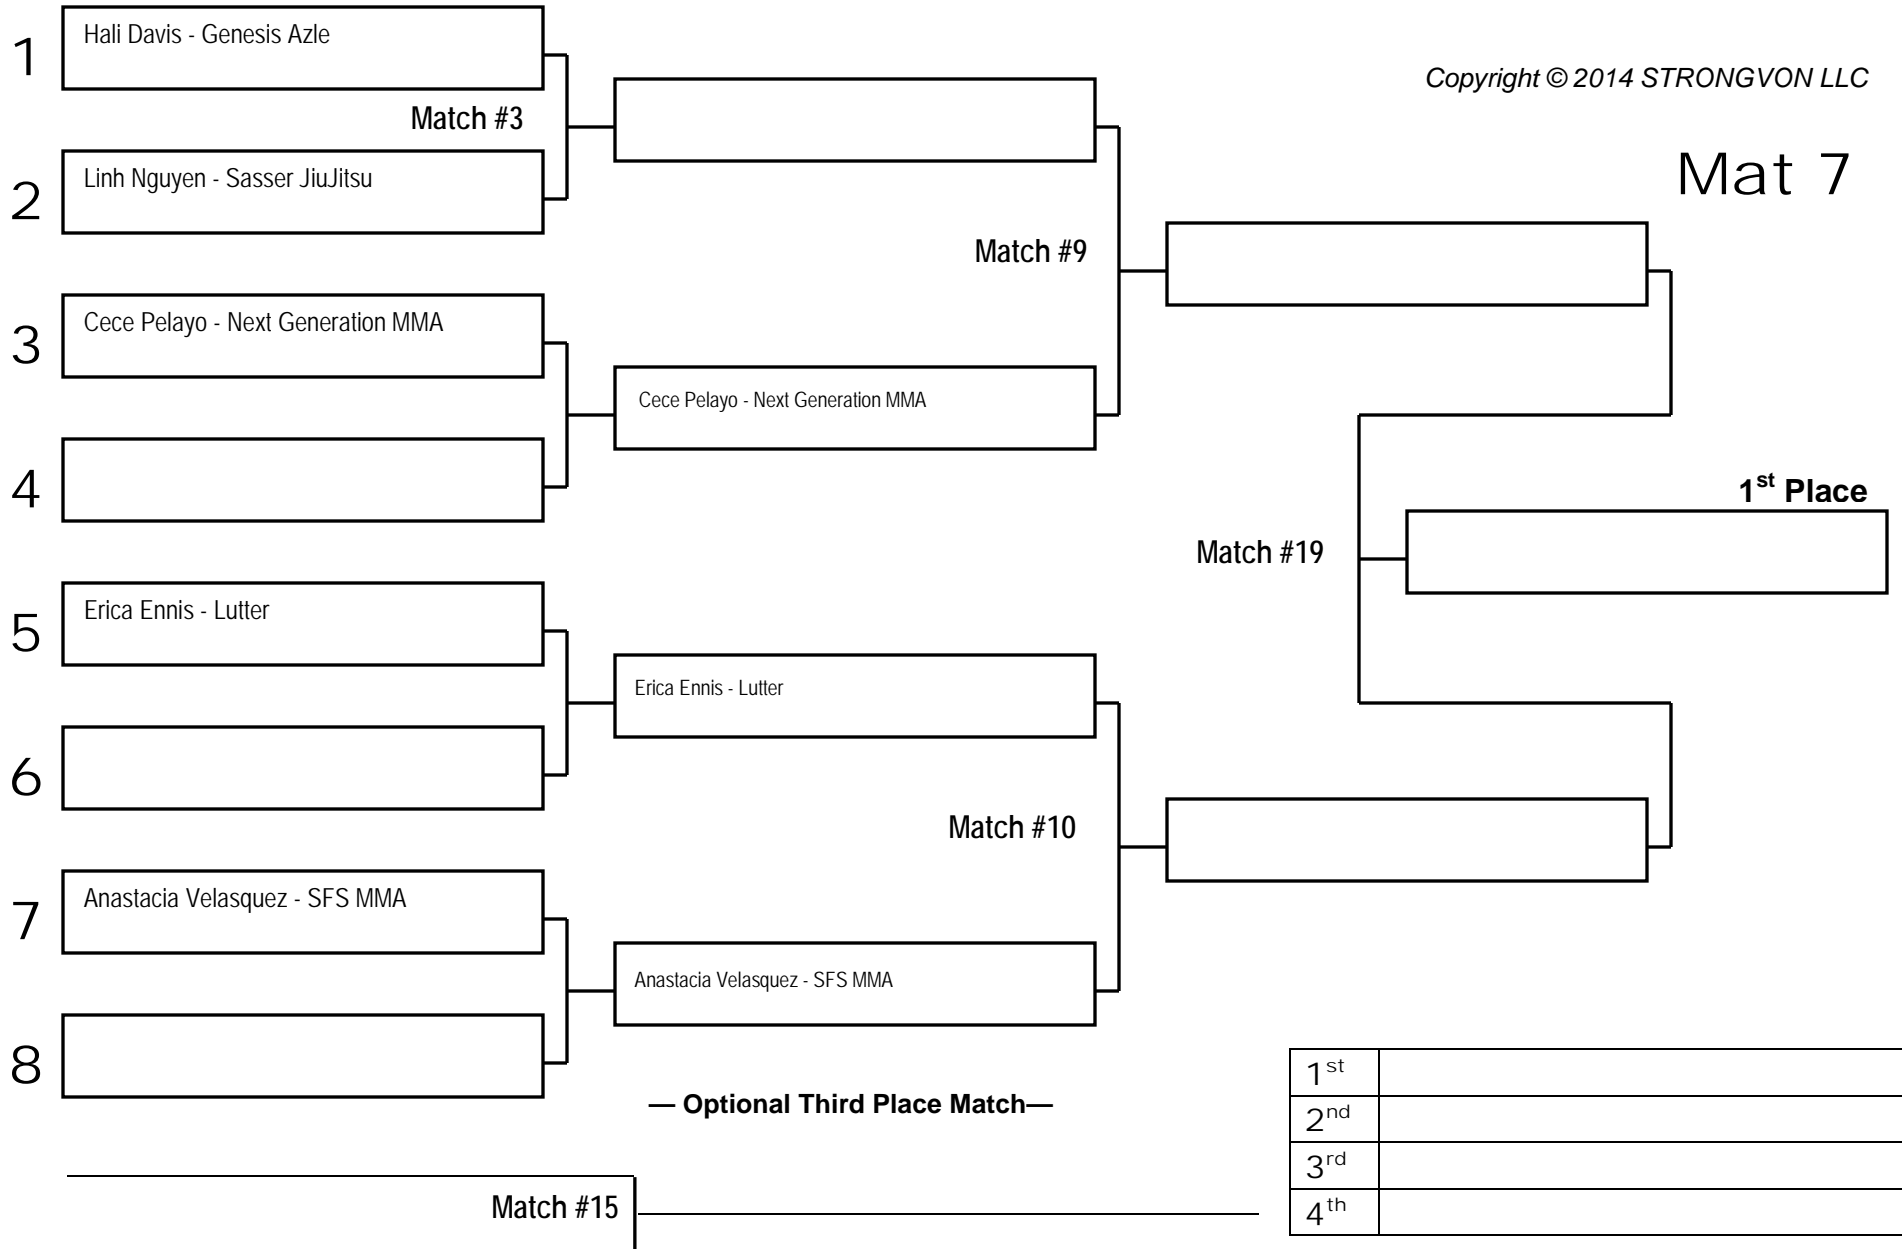 1
Hali Davis - Genesis Azle
Copyright © 2014 STRONGVON LLC
Match #3
Mat 7
2
Linh Nguyen - Sasser JiuJitsu
Match #9
3
Cece Pelayo - Next Generation MMA
Cece Pelayo - Next Generation MMA
4
1st Place
Match #19
5
Erica Ennis - Lutter
Erica Ennis - Lutter
6
Match #10
7
Anastacia Velasquez - SFS MMA
Anastacia Velasquez - SFS MMA
8
— Optional Third Place Match—
1st
2nd
3rd
4th
Match #15